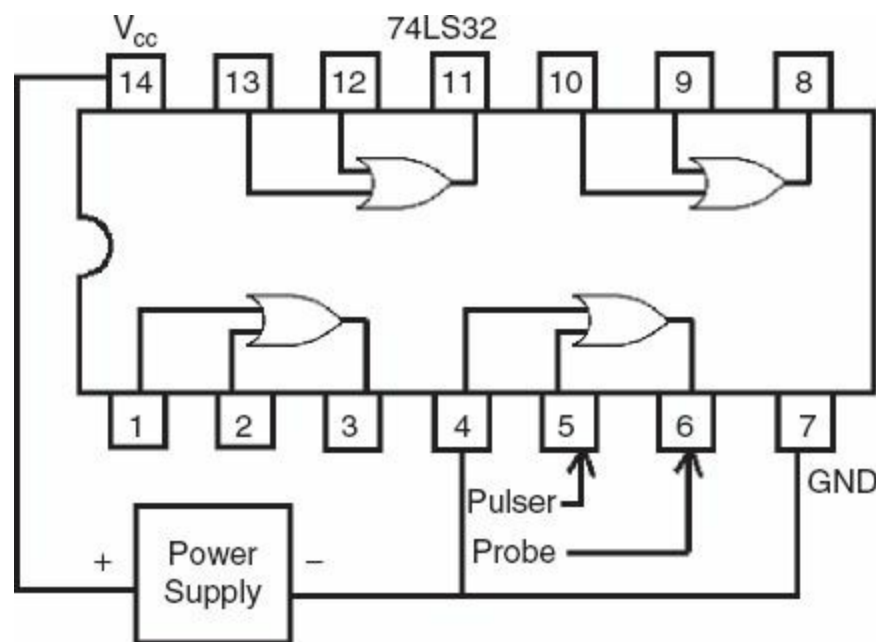 V_cc 74LS32
14 13 12 11 10 9 8
1 2 3 4 5 6 7
GND
Pulser
Probe
+ Power Supply −